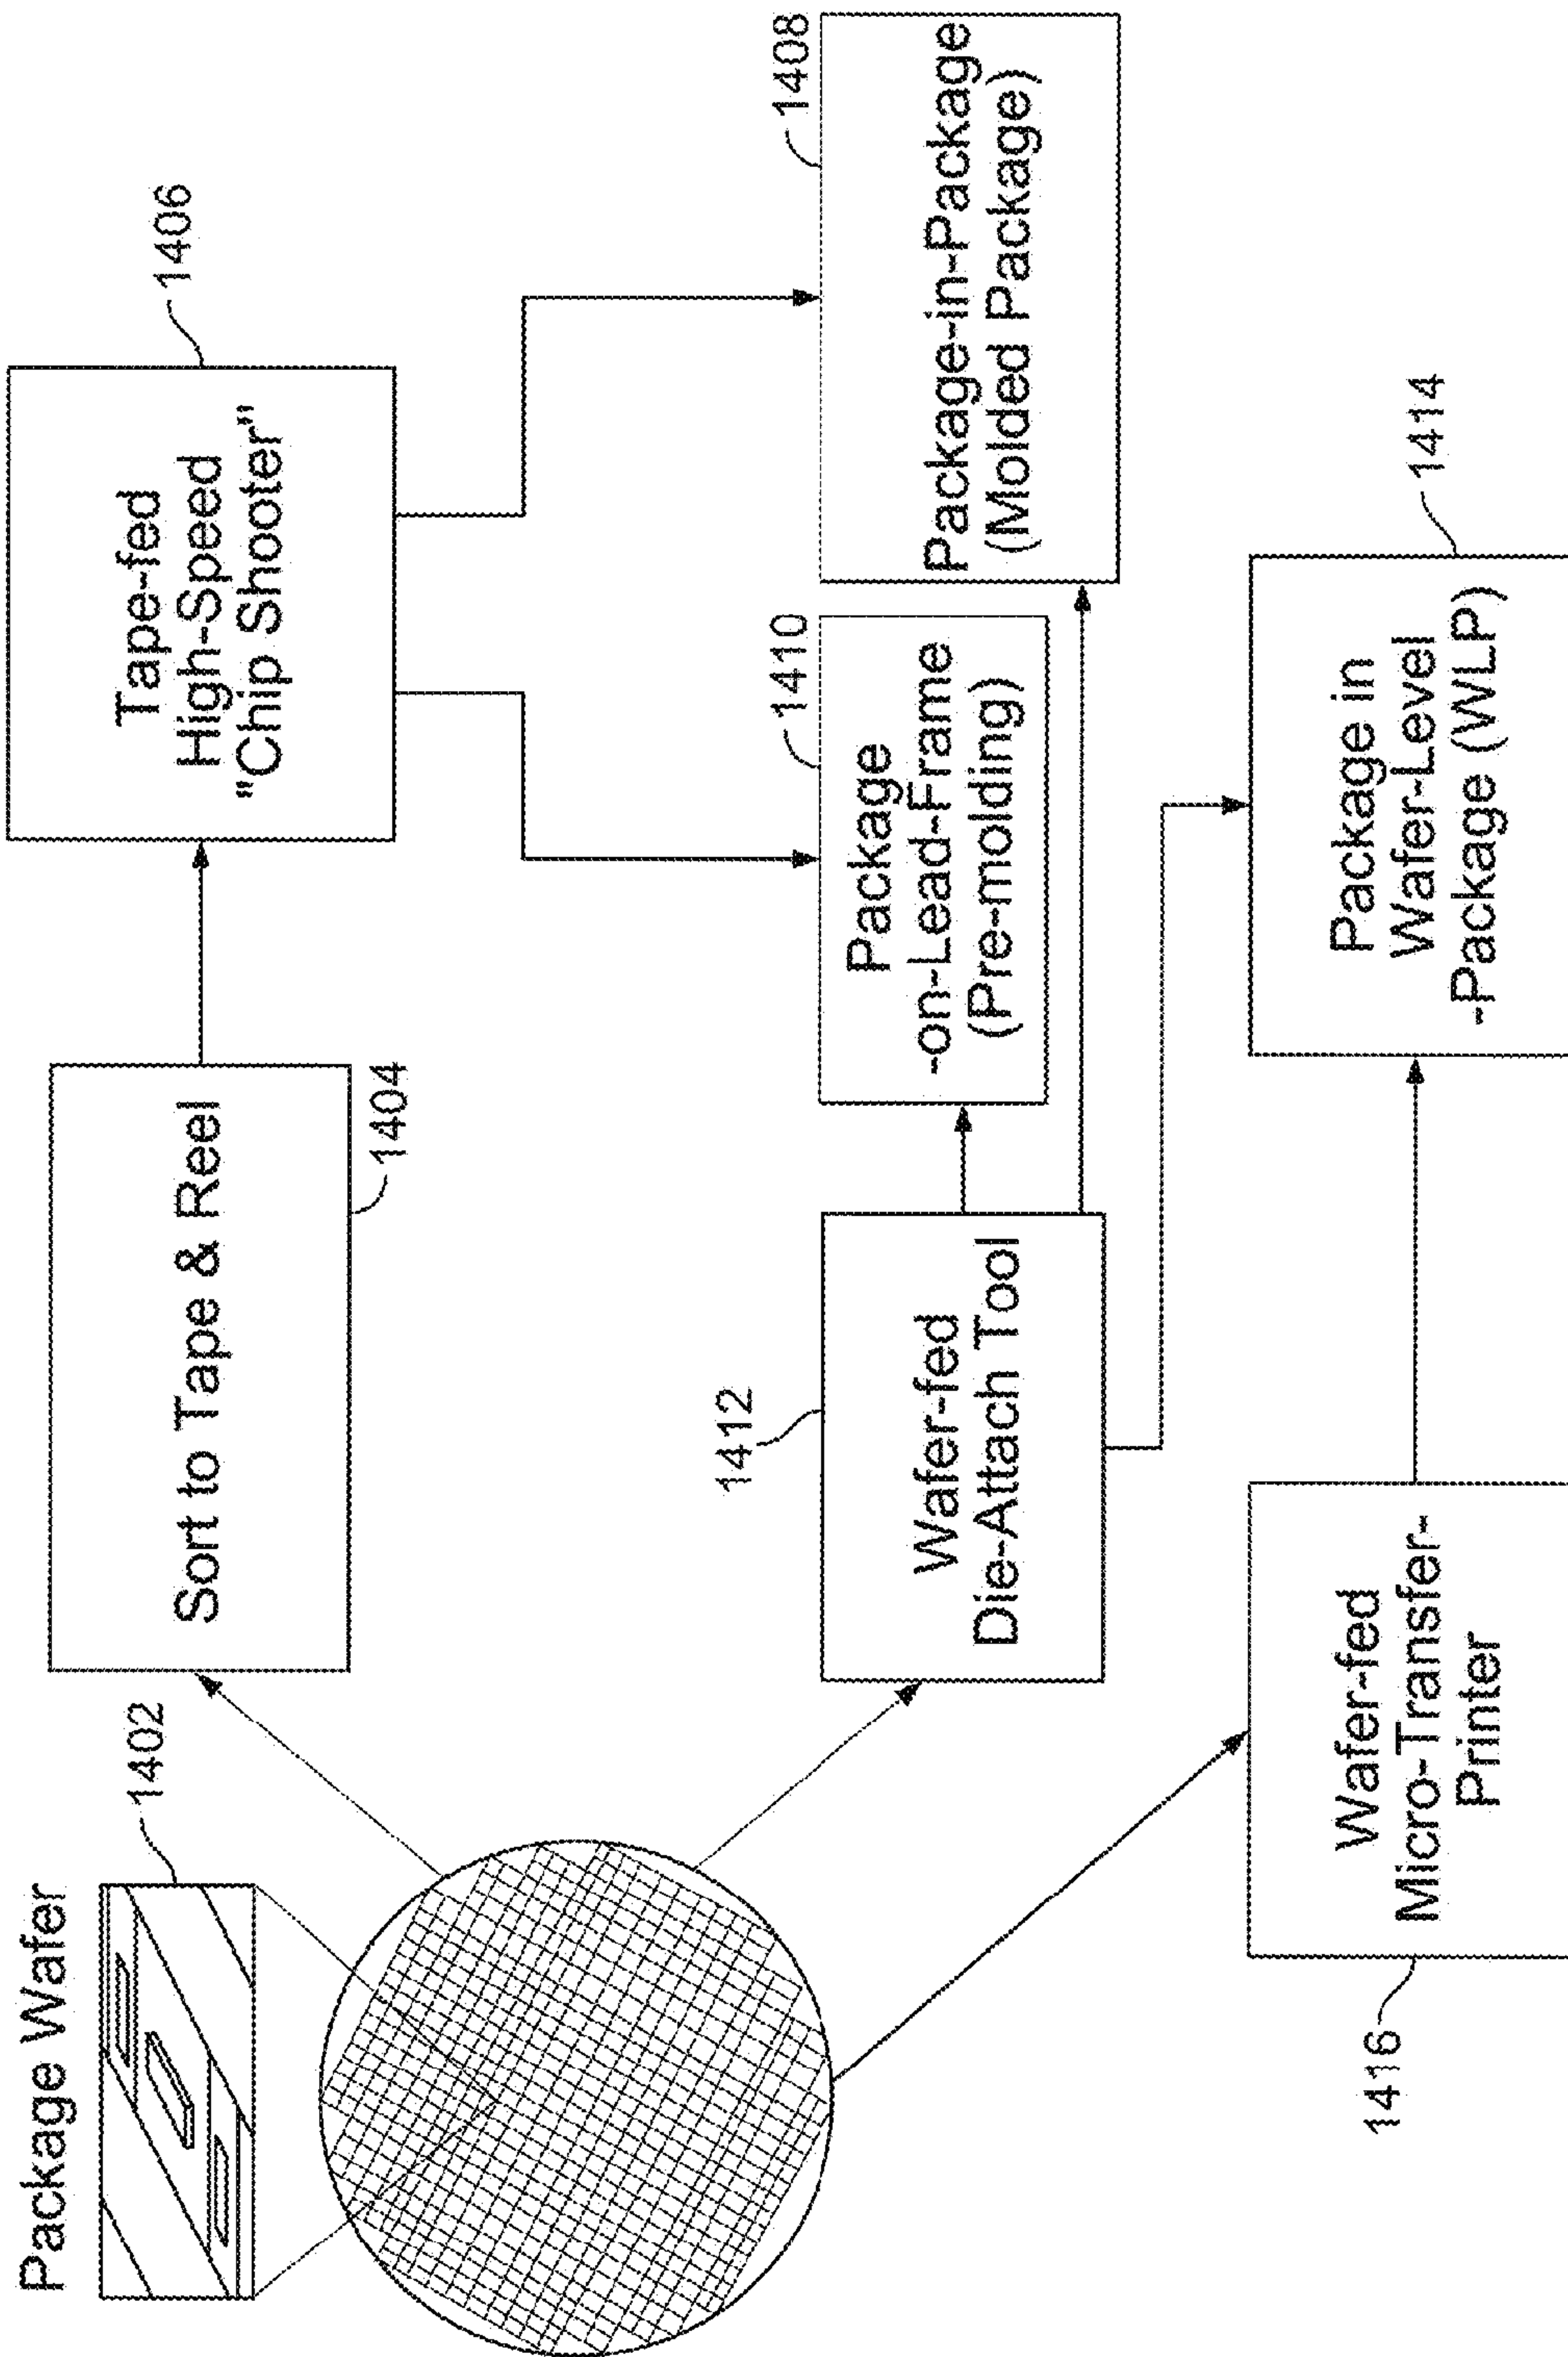 Package Wafer
1402
Sort to Tape & Reel
1404
Tape-fed
High-Speed
"Chip Shooter"
1406
1412
Wafer-fed
Die-Attach Tool
Package
-on-Lead-Frame
(Pre-molding)
1410
Package-in-Package
(Molded Package)
1408
1416
Wafer-fed
Micro-Transfer-
Printer
Package in
Wafer-Level
-Package (WLP)
1414